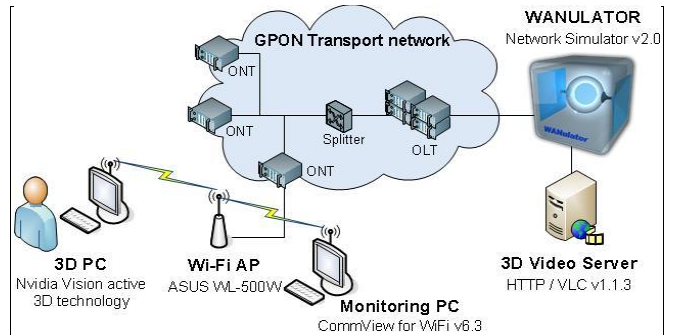 WANULATOR
Network Simulator v2.0
GPON Transport network
ONT
ONT
Splitter
OLT
WANulator
ONT
3D PC
Nvidia Vision active
3D technology
Wi-Fi AP
ASUS WL-500W
3D Video Server
HTTP / VLC v1.1.3
Monitoring PC
CommView for WiFi v6.3